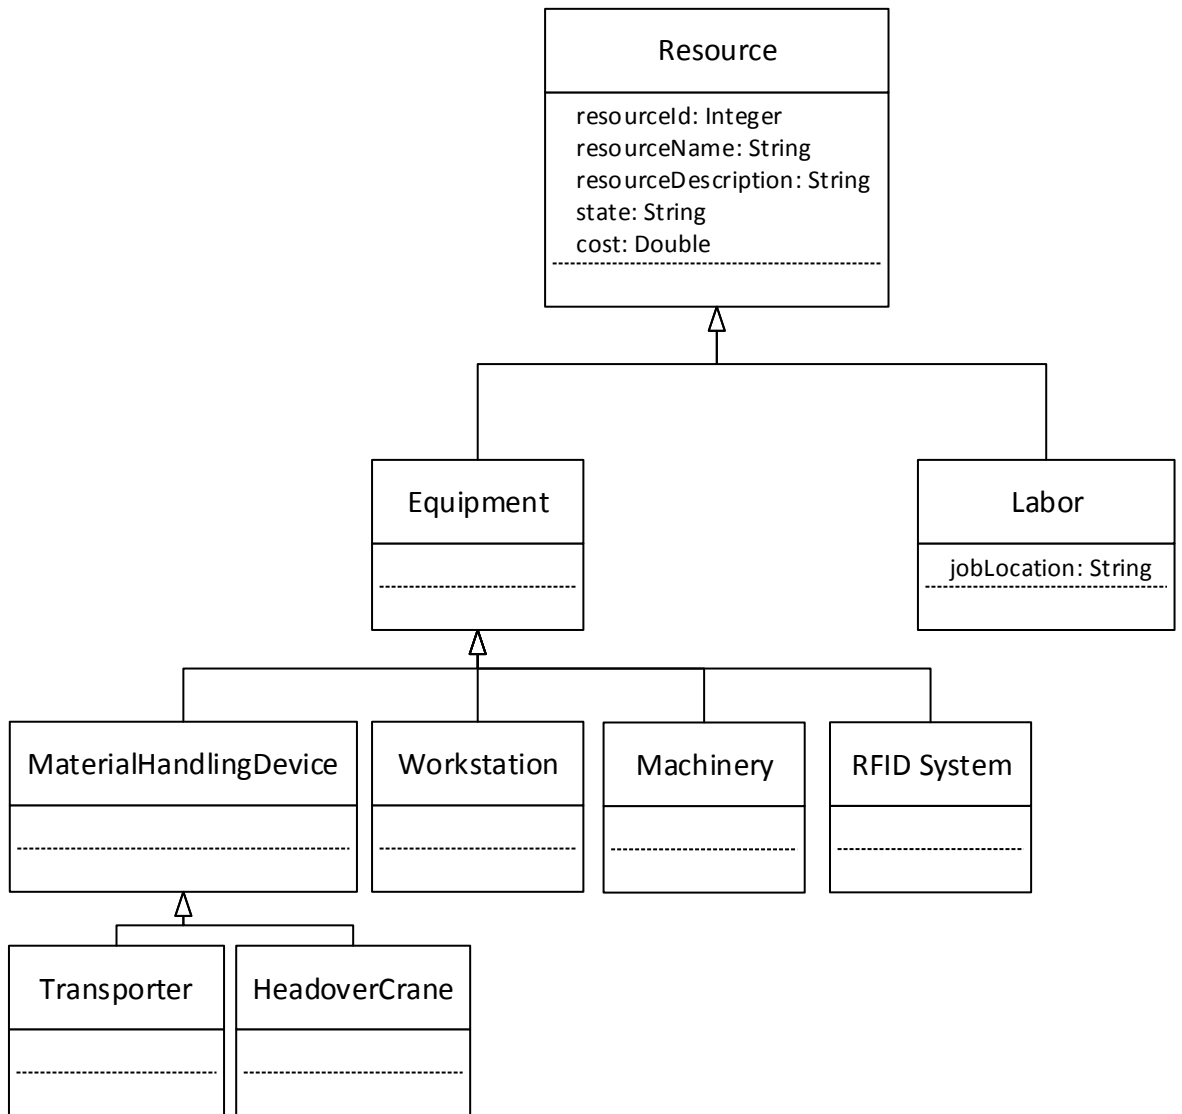 Resource
resourceId: Integer
resourceName: String
resourceDescription: String
state: String
cost: Double
Equipment
Labor
jobLocation: String
MaterialHandlingDevice
Workstation
Machinery
RFID System
Transporter
HeadoverCrane